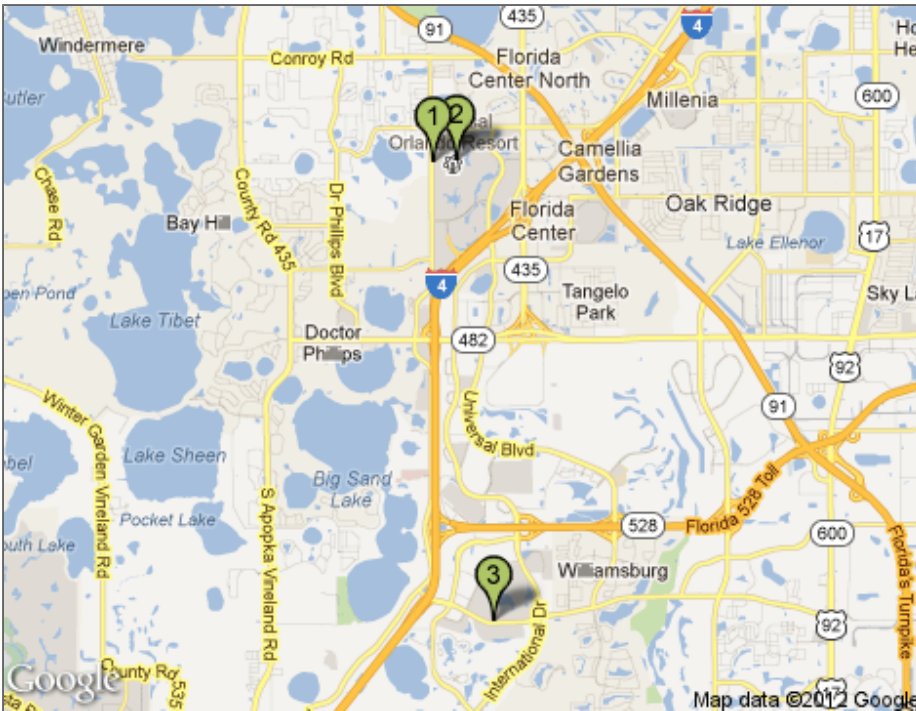 435
4
91
Windermere
Conroy Rd
Florida
Center North
Millenia
600
Ho
He
Butler
1
2
Orlando Resort
Camellia
Gardens
Chase Rd
County Rd 435
Dr Phillips Blvd
Bay Hill
Florida
Center
Oak Ridge
17
Lake Ellenor
pen Pond
4
435
Tangelo
Park
Sky La
Lake Tibet
Doctor
Phillips
482
92
Winter Garden Vineland Rd
Universal Blvd
91
Lake Sheen
Big Sand
Lake
S Apopka Vineland Rd
Pocket Lake
outh Lake
528
Florida 528 Toll
600
3
Williamsburg
International Dr
92
Florida's Turnpike
County Rd 535
Google
17
Map data ©2012 Google